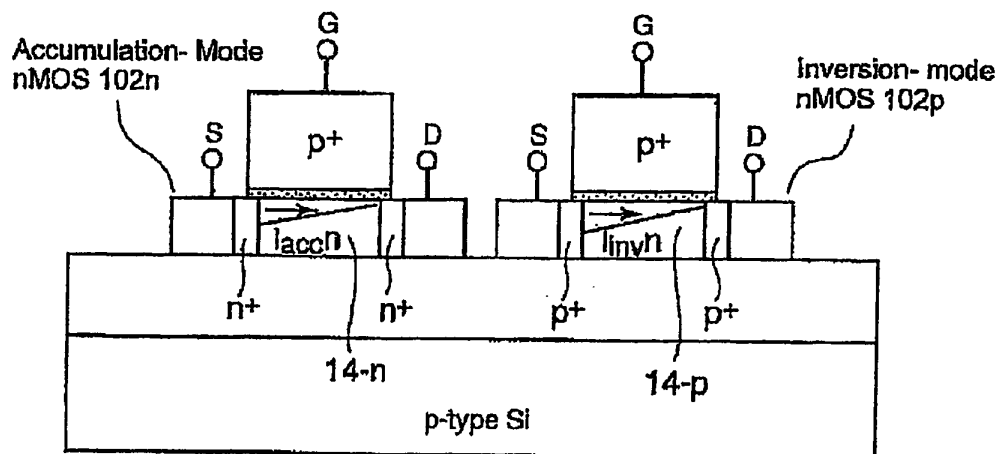 G
G
Accumulation- Mode
nMOS 102n
Inversion- mode
nMOS 102p
S
p+
D
S
p+
D
Iaccn
Iinvn
n+
n+
p+
p+
14-n
14-p
p-type Si